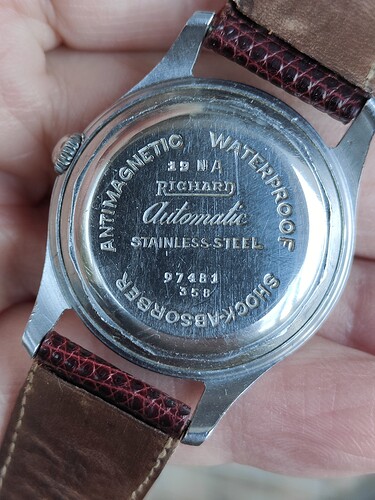 ANTIMAGNETIC WATERPROOF
19 NA
RICHARD
Automatic
STAINLESS-STEEL
97481
358
SHOCK-ABSORBER